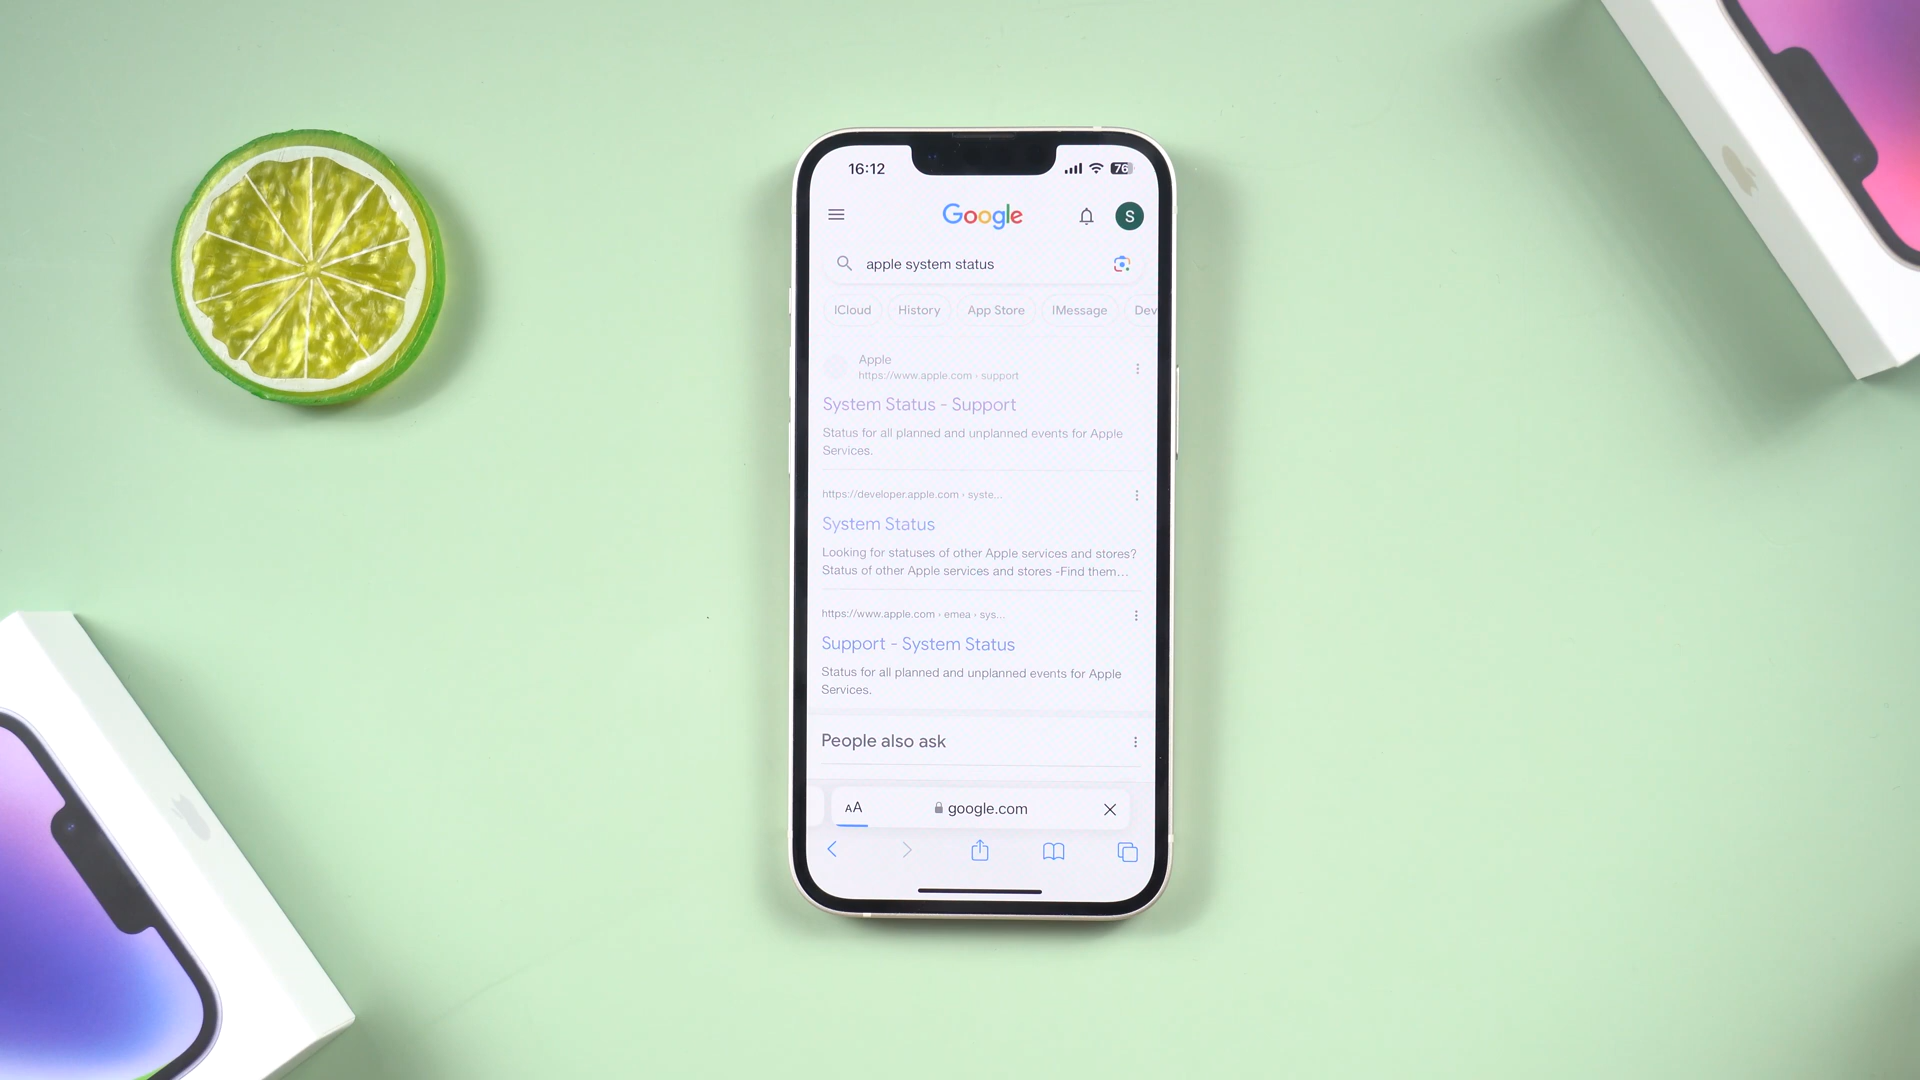 16:12
76
Google
S
apple system status
ICloud
History
App Store
IMessage
Dev
Apple
https://www.apple.com › support
System Status - Support
Status for all planned and unplanned events for Apple
Services.
https://developer.apple.com › syste...
System Status
Looking for statuses of other Apple services and stores?
Status of other Apple services and stores -Find them...
https://www.apple.com › emea › sys...
Support - System Status
Status for all planned and unplanned events for Apple
Services.
People also ask
AA
google.com